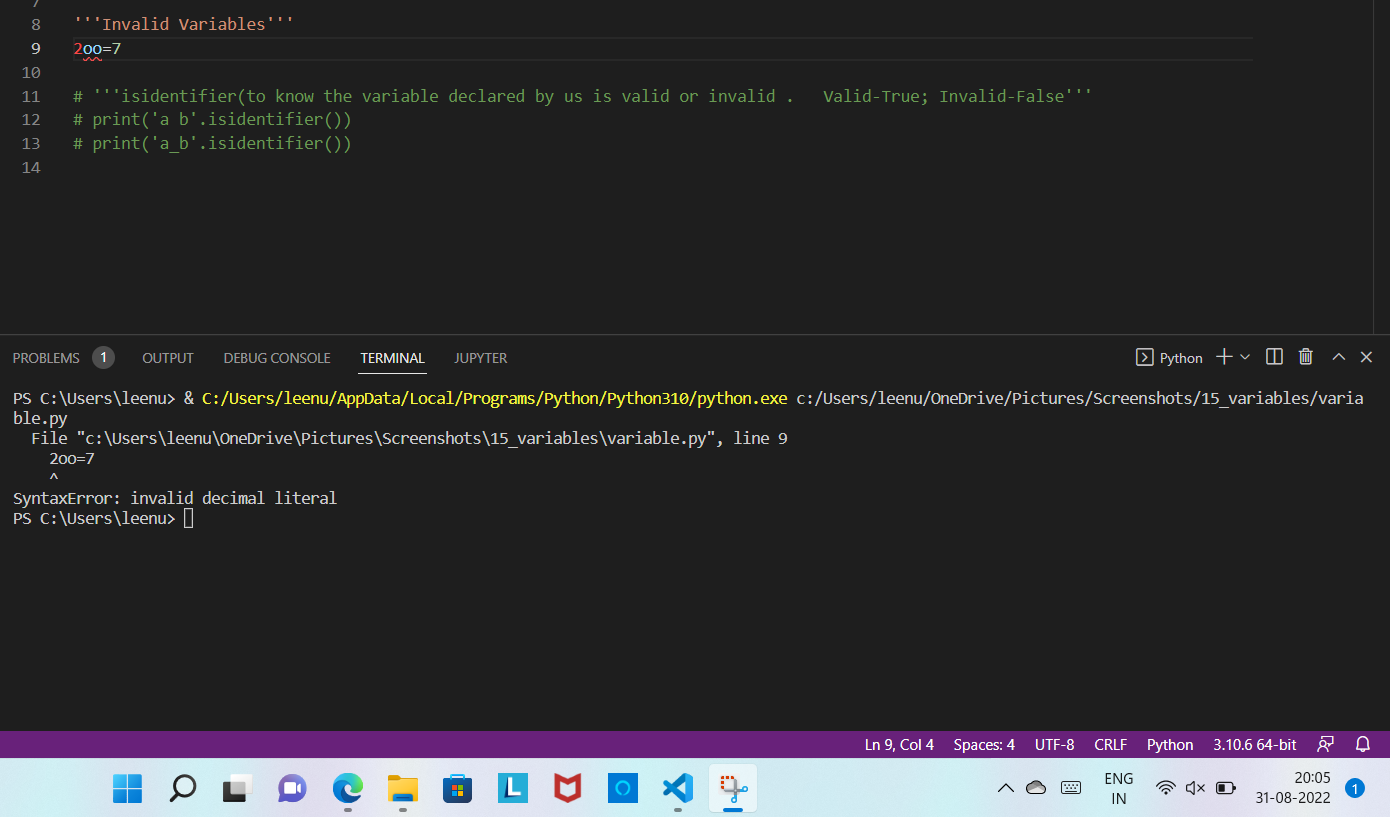 7
8 '''Invalid Variables'''
9 2oo=7
10
11 # '''isidentifier(to know the variable declared by us is valid or invalid .   Valid-True; Invalid-False'''
12 # print('a b'.isidentifier())
13 # print('a_b'.isidentifier())
14
PROBLEMS 1 OUTPUT DEBUG CONSOLE TERMINAL JUPYTER Python
PS C:\Users\leenu> & C:/Users/leenu/AppData/Local/Programs/Python/Python310/python.exe c:/Users/leenu/OneDrive/Pictures/Screenshots/15_variables/varia
ble.py
  File "c:\Users\leenu\OneDrive\Pictures\Screenshots\15_variables\variable.py", line 9
    2oo=7
    ^
SyntaxError: invalid decimal literal
PS C:\Users\leenu>
Ln 9, Col 4 Spaces: 4 UTF-8 CRLF Python 3.10.6 64-bit
L ENG 20:05
IN 31-08-2022 1